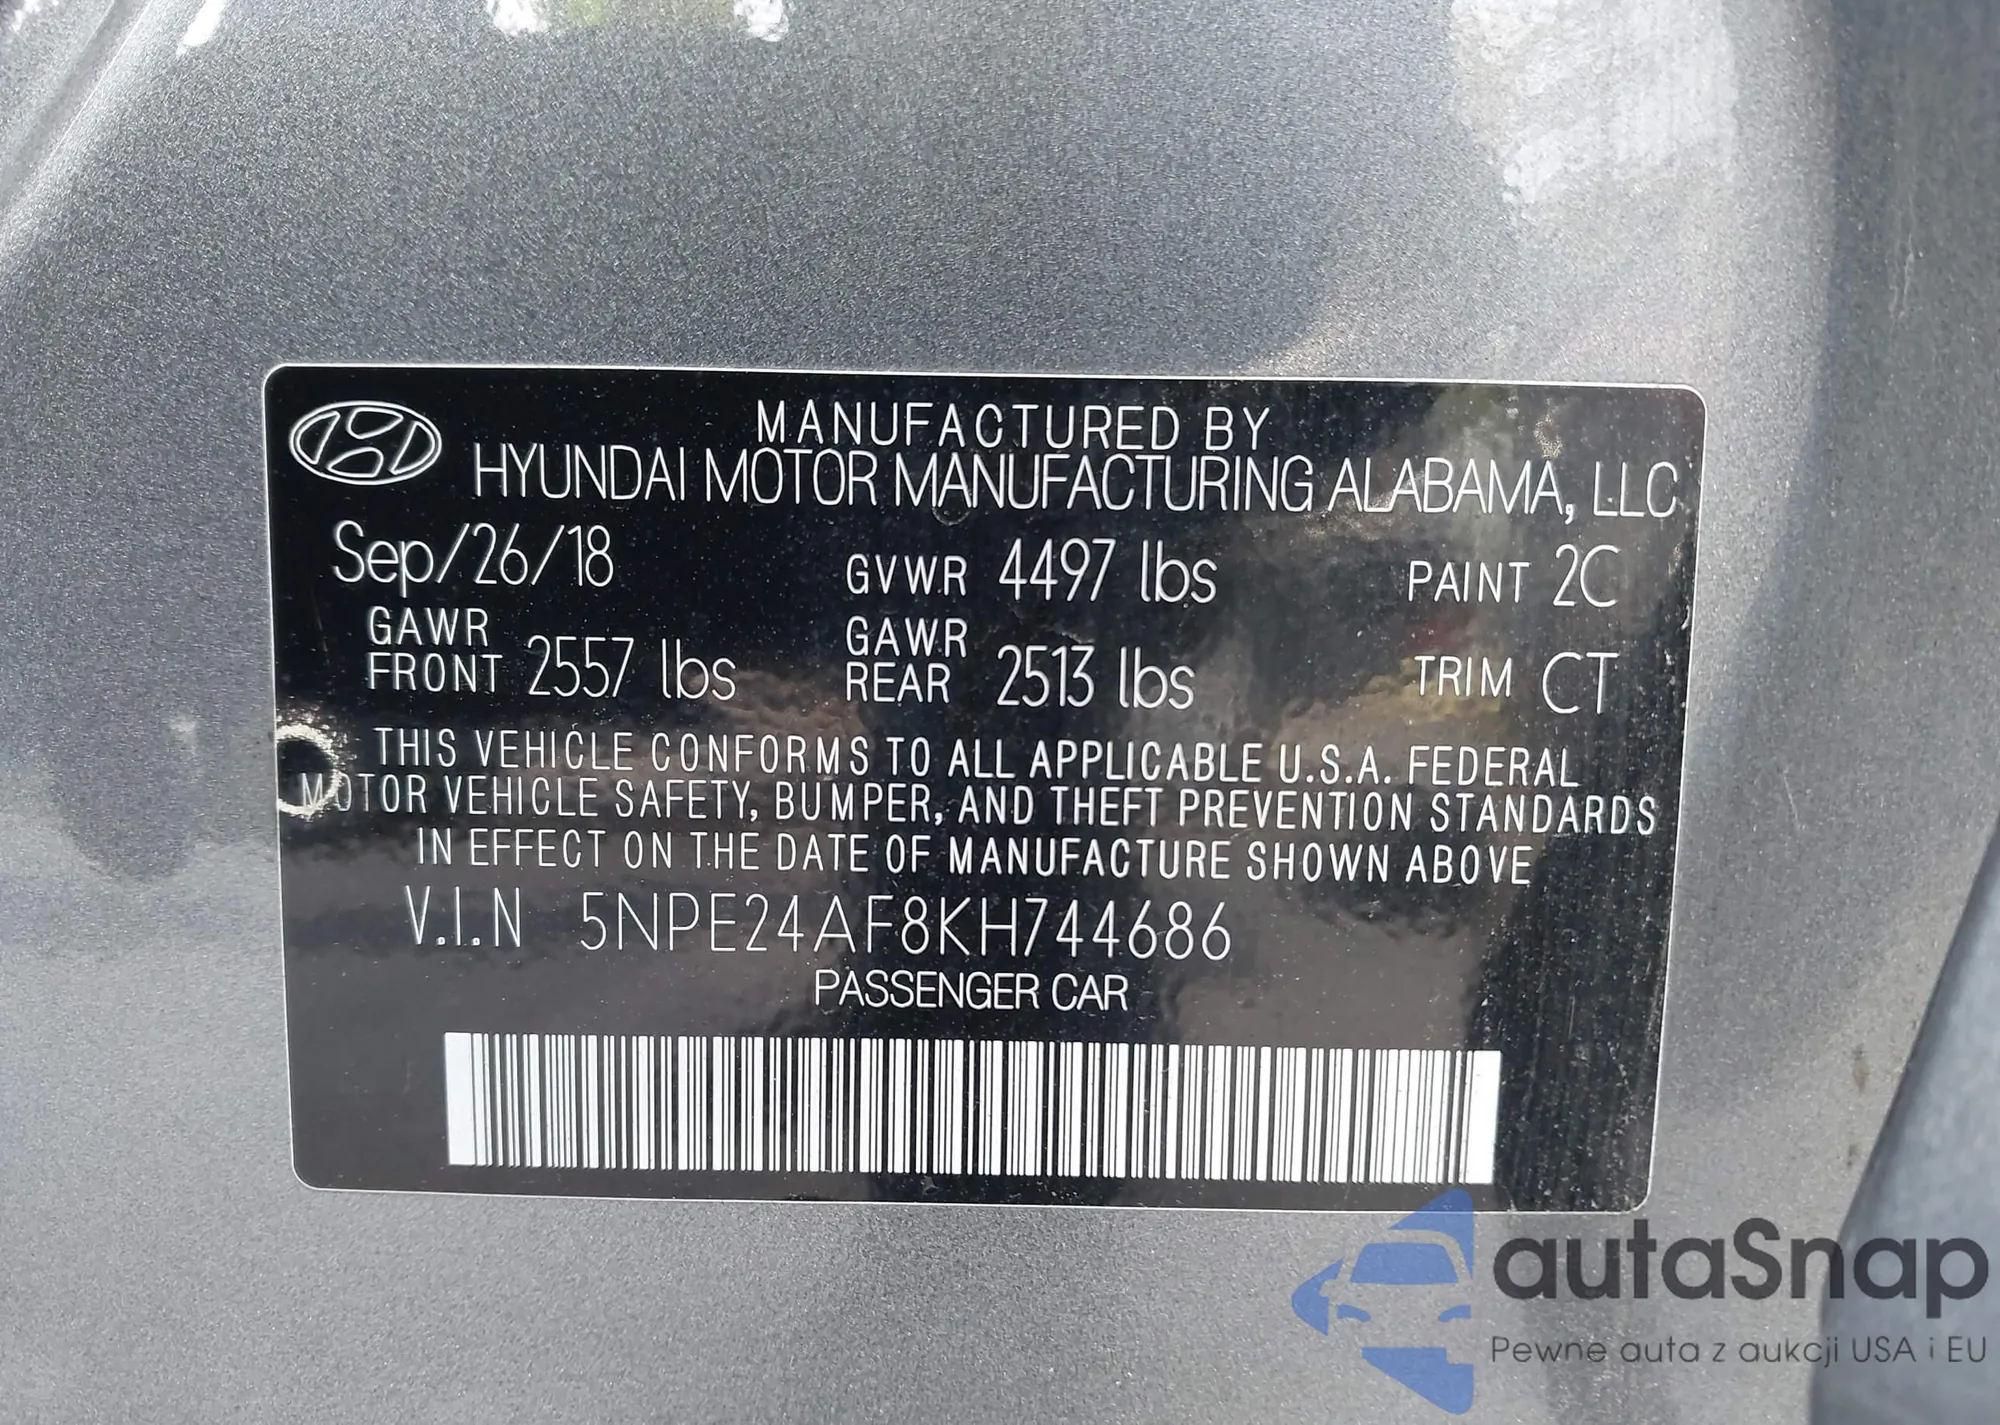 MANUFACTURED BY
HYUNDAI MOTOR MANUFACTURING ALABAMA, LLC
Sep/26/18 GVWR 4497 lbs PAINT 2C
GAWR FRONT 2557 lbs GAWR REAR 2513 lbs TRIM CT
THIS VEHICLE CONFORMS TO ALL APPLICABLE U.S.A. FEDERAL
MOTOR VEHICLE SAFETY, BUMPER, AND THEFT PREVENTION STANDARDS
IN EFFECT ON THE DATE OF MANUFACTURE SHOWN ABOVE
V.I.N 5NPE24AF8KH744686
PASSENGER CAR
autaSnap
Pewne auta z aukcji USA i EU